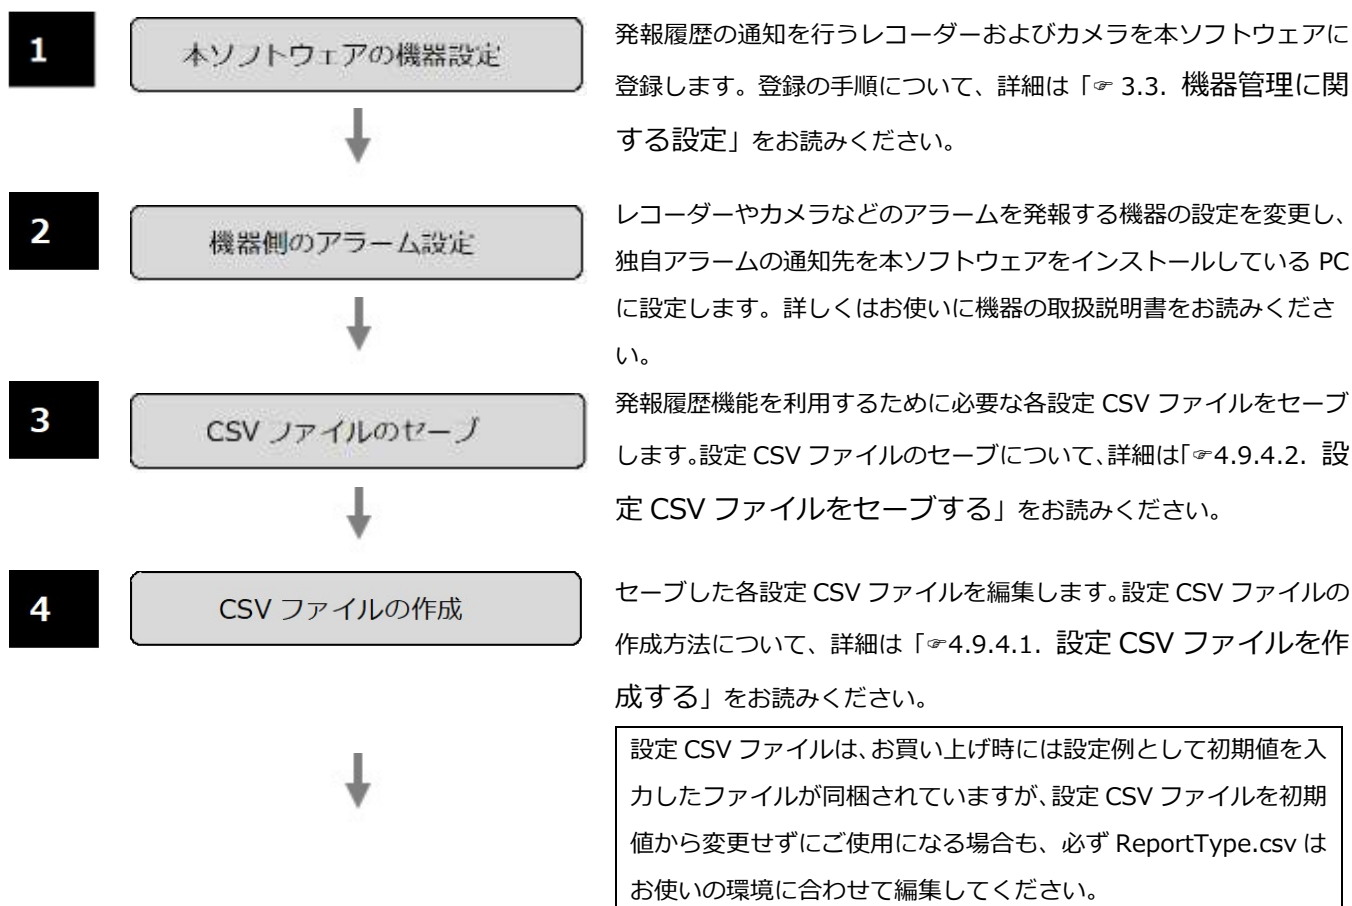 1
本ソフトウェアの機器設定
発報履歴の通知を行うレコーダーおよびカメラを本ソフトウェアに
登録します。登録の手順について、詳細は「☞ 3.3. 機器管理に関
する設定」をお読みください。
2
機器側のアラーム設定
レコーダーやカメラなどのアラームを発報する機器の設定を変更し、
独自アラームの通知先を本ソフトウェアをインストールしている PC
に設定します。詳しくはお使いに機器の取扱説明書をお読みくださ
い。
3
CSV ファイルのセーブ
発報履歴機能を利用するために必要な各設定 CSV ファイルをセーブ
します。設定 CSV ファイルのセーブについて、詳細は「☞4.9.4.2. 設
定 CSV ファイルをセーブする」をお読みください。
4
CSV ファイルの作成
セーブした各設定 CSV ファイルを編集します。設定 CSV ファイルの
作成方法について、詳細は「☞4.9.4.1. 設定 CSV ファイルを作
成する」をお読みください。
設定 CSV ファイルは、お買い上げ時には設定例として初期値を入
力したファイルが同梱されていますが、設定 CSV ファイルを初期
値から変更せずにご使用になる場合も、必ず ReportType.csv は
お使いの環境に合わせて編集してください。